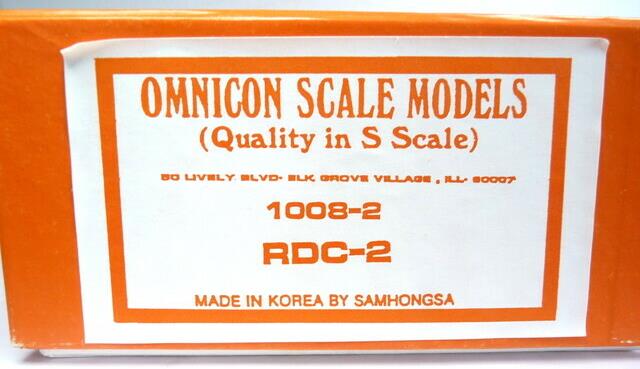 OMNICON SCALE MODELS
(Quality in S Scale)
50 LIVELY BLVD. ELK GROVE VILLAGE, ILL. 60007
1008-2
RDC-2
MADE IN KOREA BY SAMHONGSA